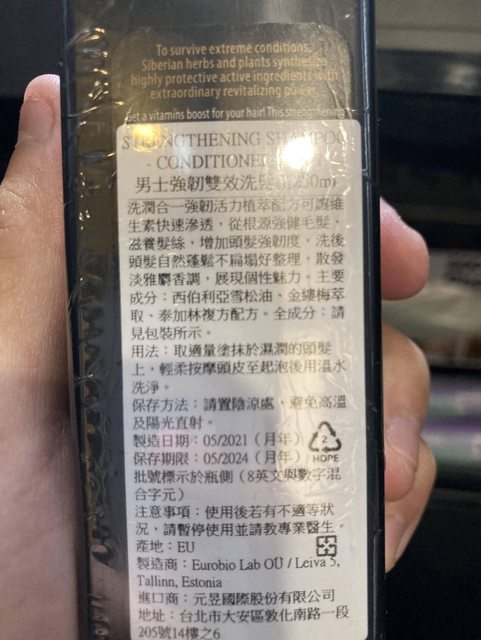 To survive extreme conditions,
Siberian herbs and plants synthesize
highly protective active ingredients with
extraordinary revitalizing power.
Get a vitamins boost for your hair! This strengthening
STRENGTHENING SHAMPOO
- CONDITIONER
男士強韌雙效洗髮
洗潤合一強韌活力植萃配方可讓維
生素快速滲透，從根源強健毛髮，
滋養髮絲，增加頭髮強韌度，洗後
頭髮自然蓬鬆不扁塌好整理，散發
淡雅麝香調，展現個性魅力。主要
成分：西伯利亞雪松油、金縷梅萃
取、泰加林複方配方。全成分：請
見包裝所示。
用法：取適量塗抹於濕潤的頭髮
上，輕柔按摩頭皮至起泡後用溫水
洗淨。
保存方法：請置陰涼處，避免高溫
及陽光直射。
製造日期：05/2021（月年）
保存期限：05/2024（月年）
2
HDPE
批號標示於瓶側（8英文與數字混
合字元）
注意事項：使用後若有不適等狀
況，請暫停使用並請教專業醫生。
產地：EU
製造商：Eurobio Lab OÜ / Leiva 5,
Tallinn, Estonia
進口商：元昱國際股份有限公司
地址：台北市大安區敦化南路一段
205號14樓之6